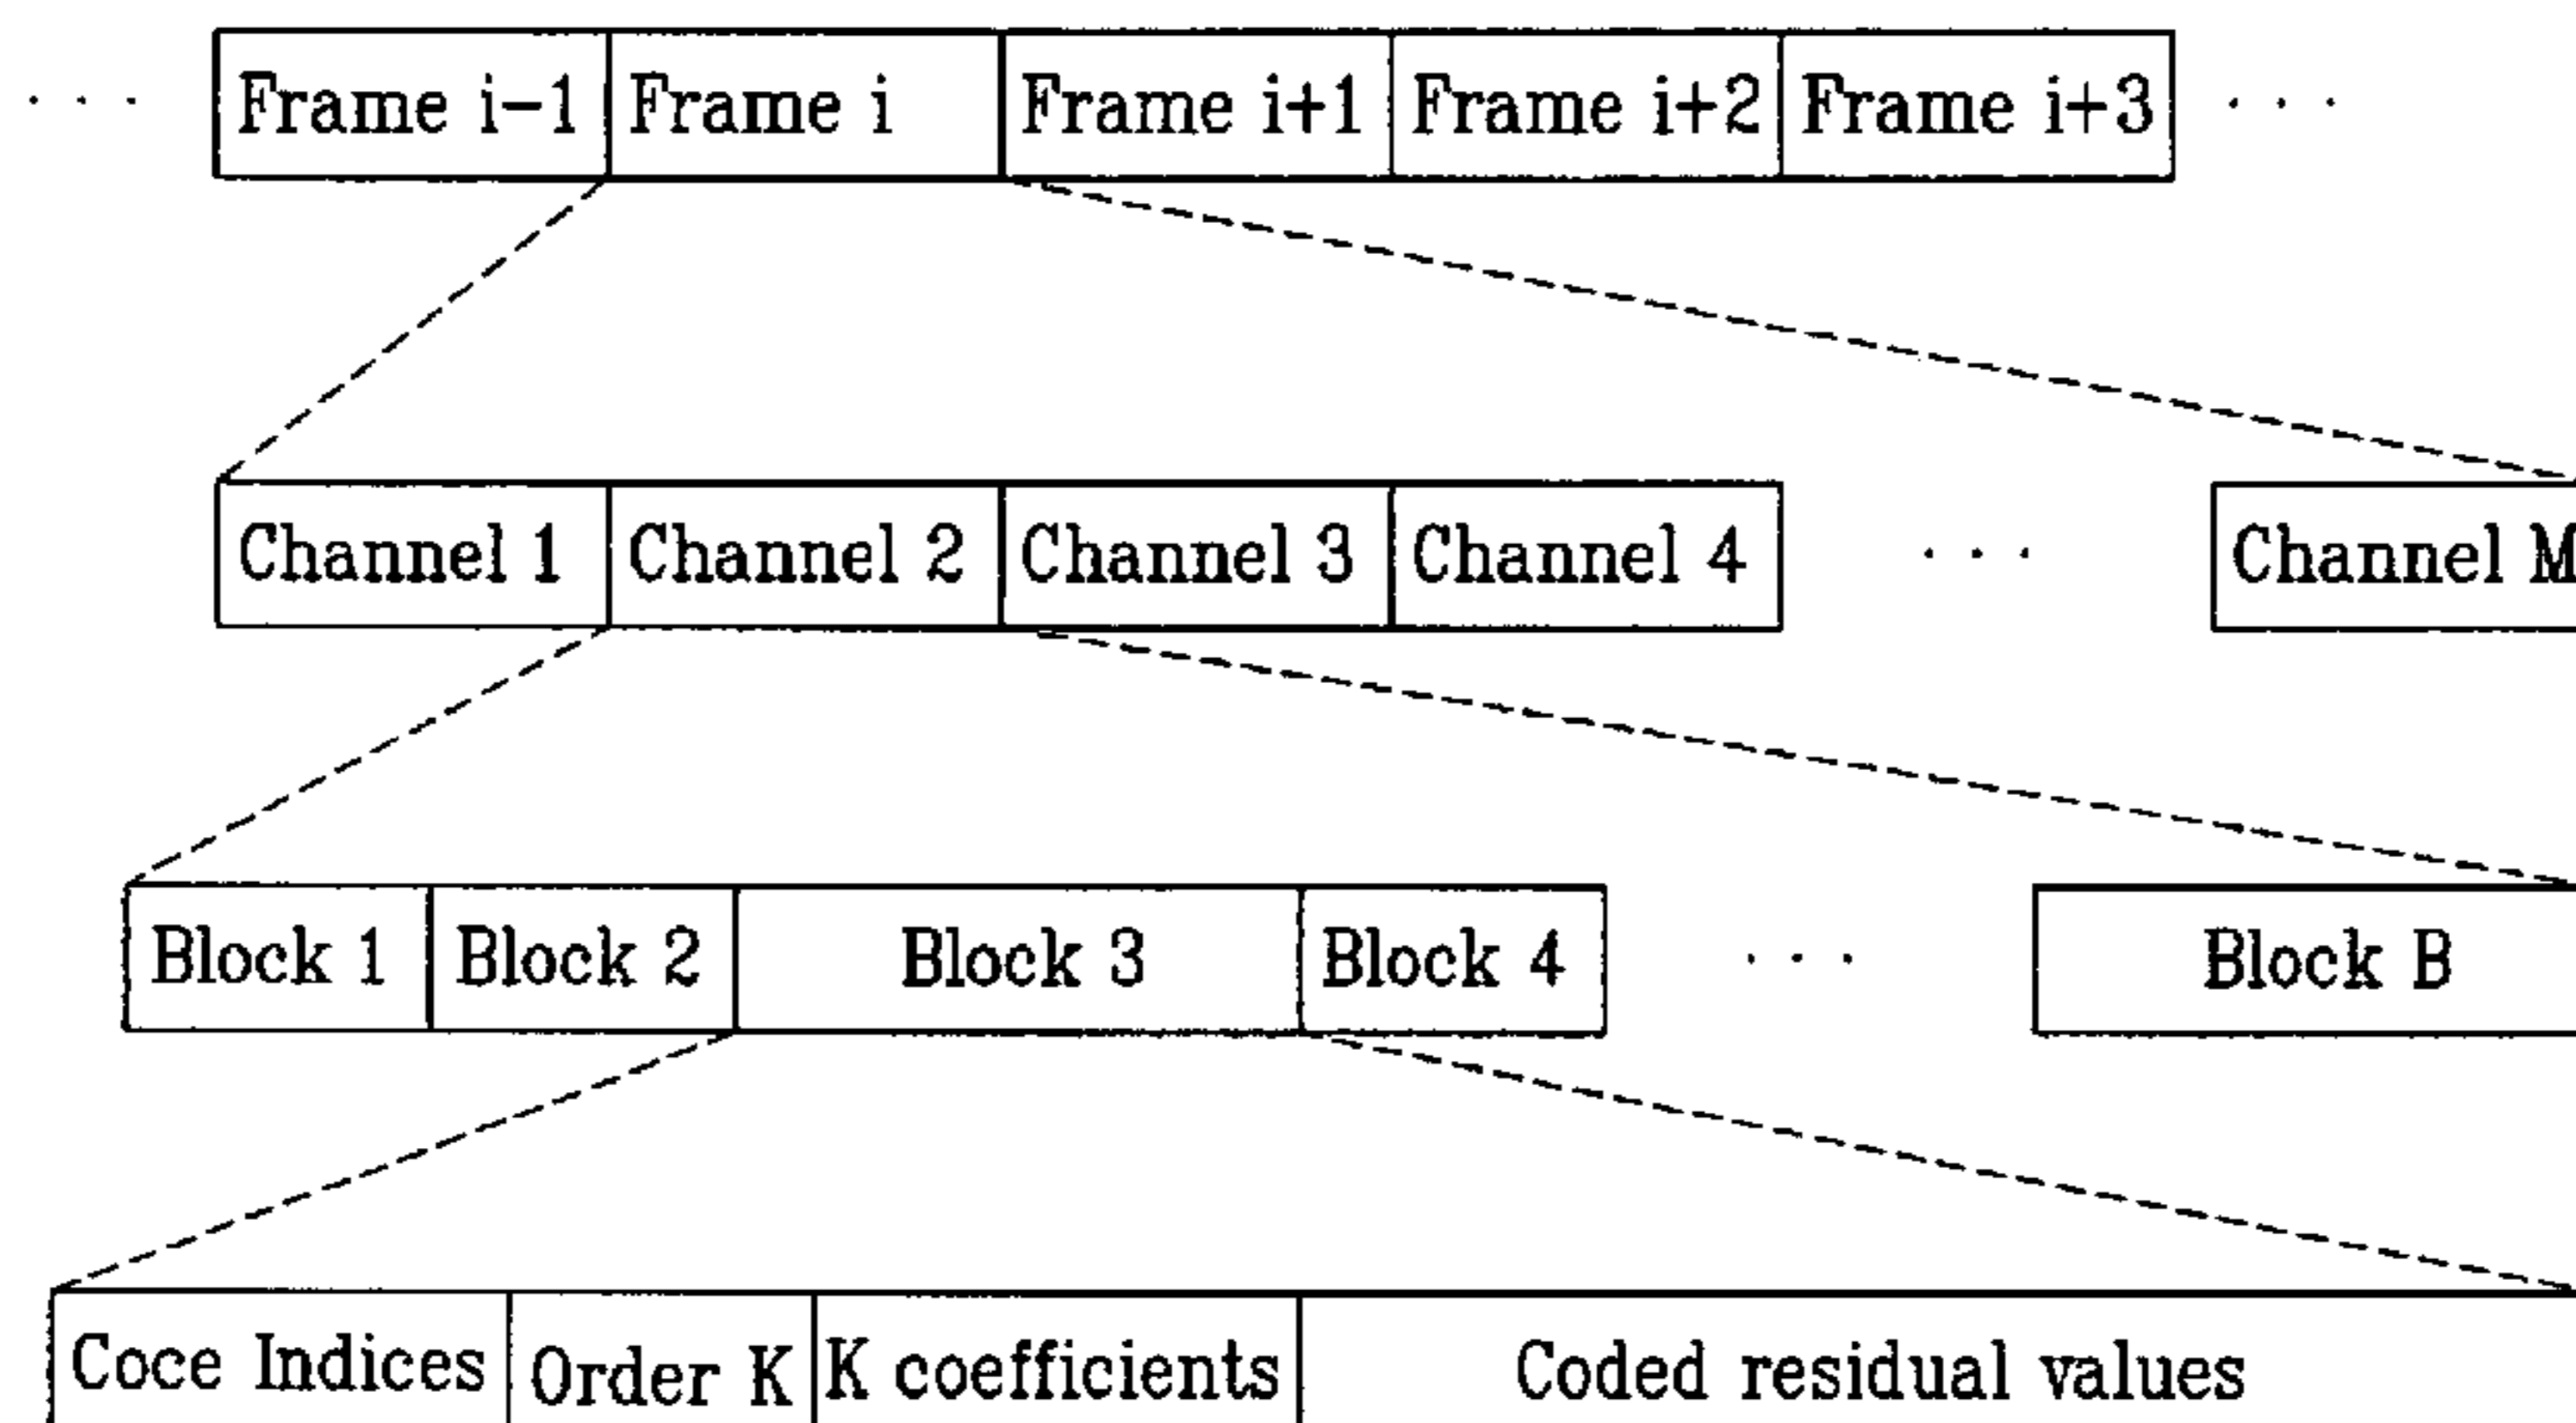 · · · Frame i-1 Frame i Frame i+1 Frame i+2 Frame i+3 · · ·
Channel 1 Channel 2 Channel 3 Channel 4 · · · Channel M
Block 1 Block 2 Block 3 Block 4 · · · Block B
Coce Indices Order K K coefficients Coded residual values